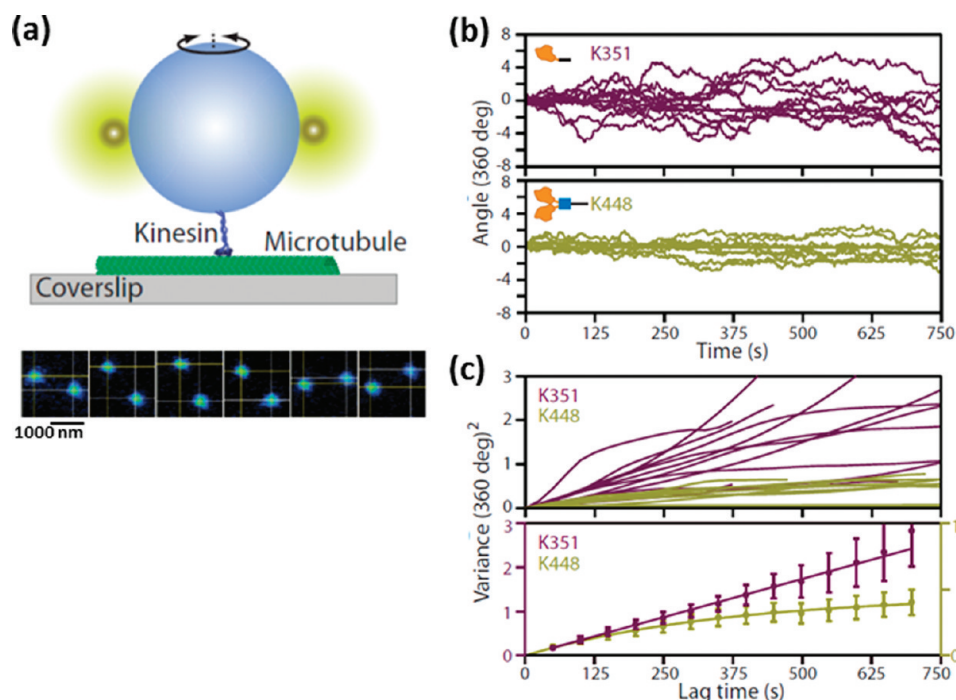 (a)
Kinesin
Microtubule
Coverslip
1000 nm
(b)
8
4
0
-4
-8
K351
8
4
0
-4
-8
K448
Angle (360 deg)
0 125 250 375 500 625 750
Time (s)
(c)
3
2
1
0
K351
K448
3
2
1
0
K351
K448
1
0
Variance (360 deg)²
0 125 250 375 500 625 750
Lag time (s)